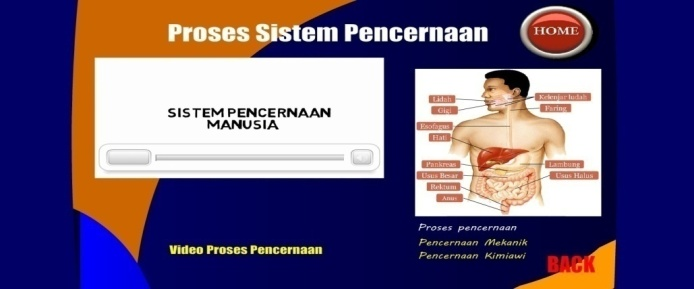 Proses Sistem Pencernaan
HOME
SISTEM PENCERNAAN
MANUSIA
Lidah
Kelenjar ludah
Gigi
Faring
Esofagus
Hati
Pankreas
Lambung
Usus Besar
Usus Halus
Rektum
Anus
Proses pencernaan
Pencernaan Mekanik
Pencernaan Kimiawi
Video Proses Pencernaan
BACK